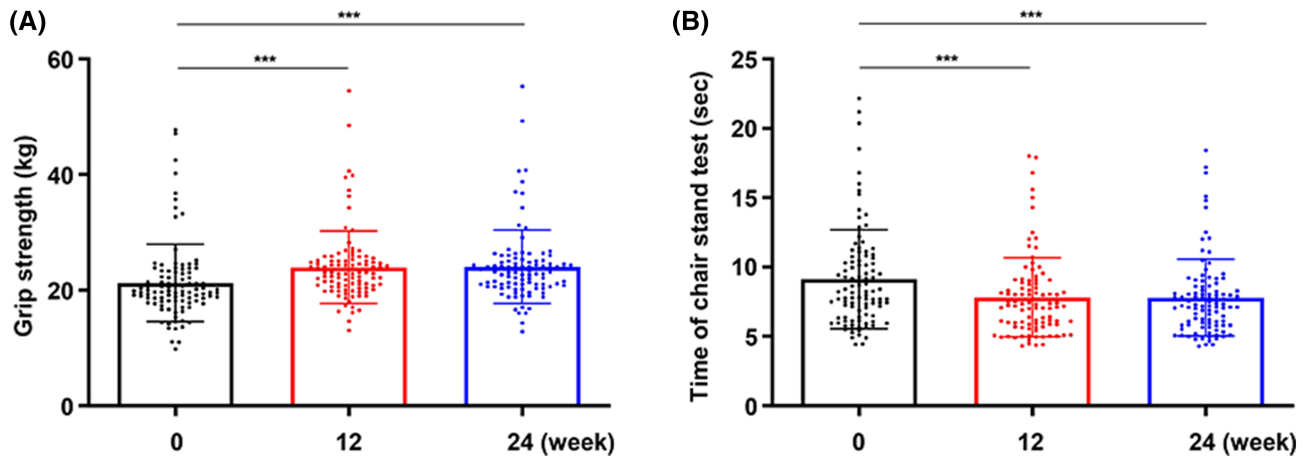 (A)
***
***
Grip strength (kg)
60
40
20
0
0 12 24 (week)
(B)
***
***
Time of chair stand test (sec)
25
20
15
10
5
0
0 12 24 (week)